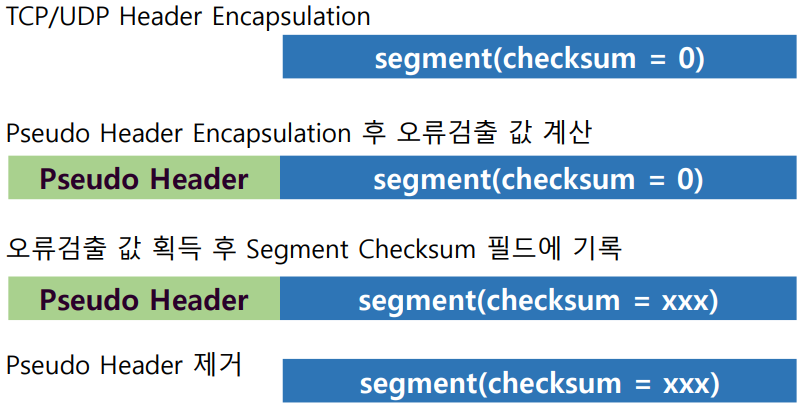 TCP/UDP Header Encapsulation
segment(checksum = 0)
Pseudo Header Encapsulation 후 오류검출 값 계산
Pseudo Header segment(checksum = 0)
오류검출 값 획득 후 Segment Checksum 필드에 기록
Pseudo Header segment(checksum = xxx)
Pseudo Header 제거
segment(checksum = xxx)